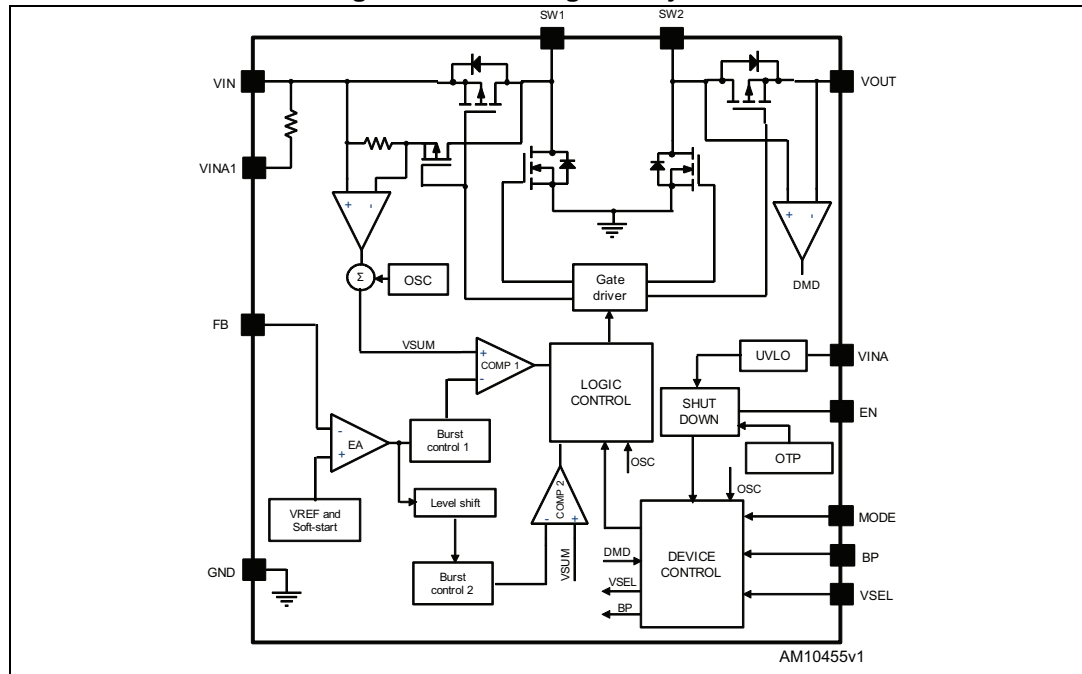 SW1
SW2
VIN
VOUT
VINA1
+ -
+ -
Σ
OSC
Gate
driver
DMD
FB
VSUM
+
-
COMP 1
LOGIC
CONTROL
UVLO
VINA
SHUT
DOWN
EN
-
+
EA
Burst
control 1
OTP
OSC
OSC
VREF and
Soft-start
Level shift
COMP 2
- +
VSUM
MODE
GND
Burst
control 2
DMD
VSEL
BP
DEVICE
CONTROL
BP
VSEL
AM10455v1